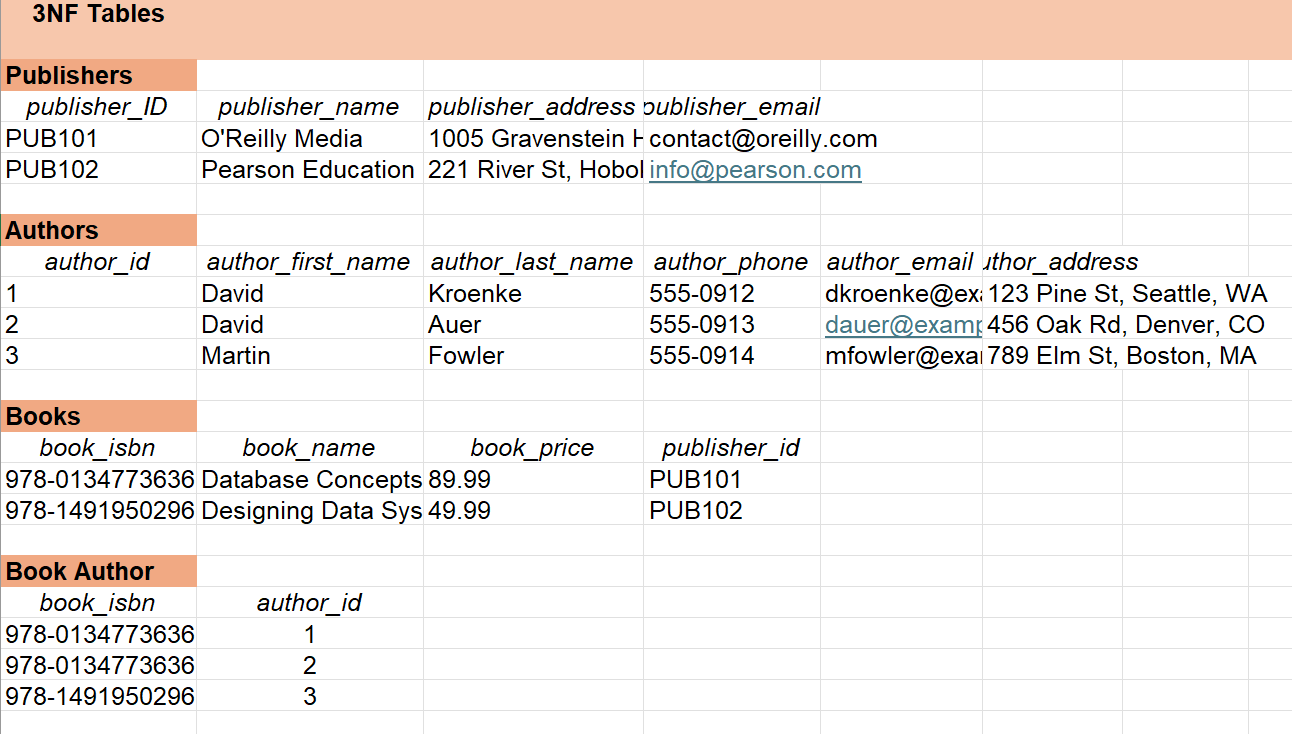 3NF Tables
Publishers
publisher_ID publisher_name publisher_address publisher_email
PUB101 O'Reilly Media 1005 Gravenstein contact@oreilly.com
PUB102 Pearson Education 221 River St, info@pearson.com
Authors
author_id author_first_name author_last_name author_phone author_email uthor_address
1 David Kroenke 555-0912 dkroenke@exa 123 Pine St, Seattle, WA
2 David Auer 555-0913 dauer@examp 456 Oak Rd, Denver, CO
3 Martin Fowler 555-0914 mfowler@exa 789 Elm St, Boston, MA
Books
book_isbn book_name book_price publisher_id
978-0134773636 Database Concepts 89.99 PUB101
978-1491950296 Designing Data Sys 49.99 PUB102
Book Author
book_isbn author_id
978-0134773636 1
978-0134773636 2
978-1491950296 3